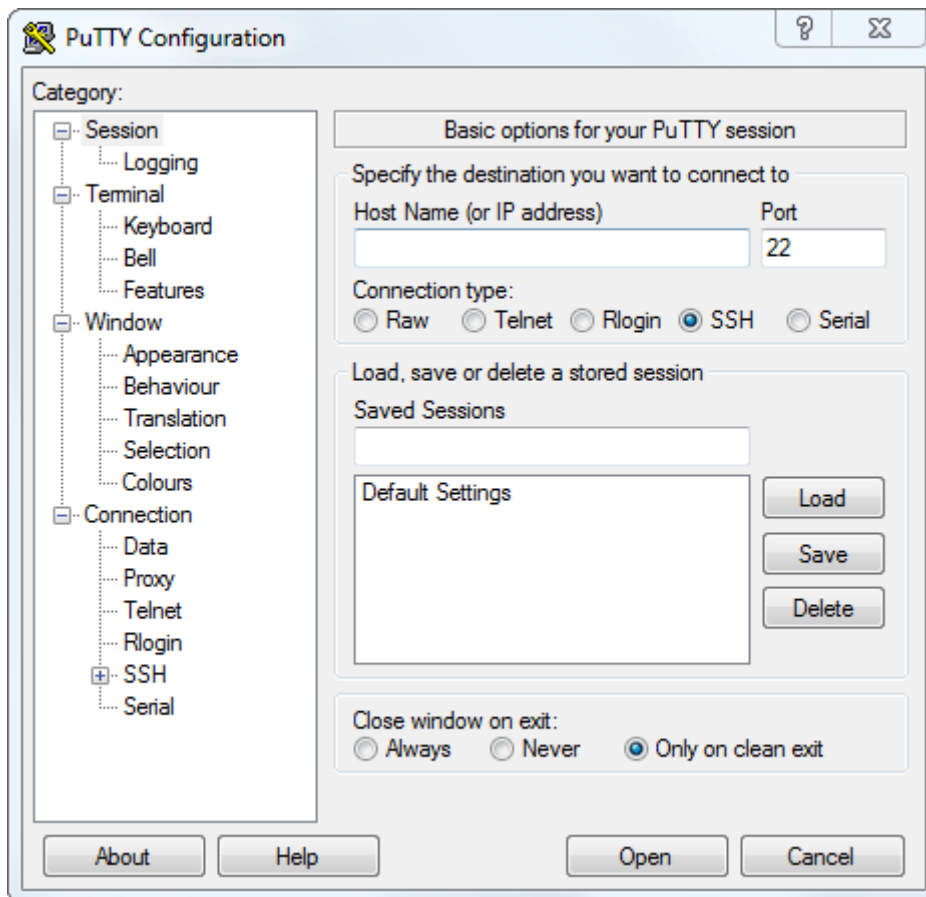 PuTTY Configuration
Category:
Session
Logging
Terminal
Keyboard
Bell
Features
Window
Appearance
Behaviour
Translation
Selection
Colours
Connection
Data
Proxy
Telnet
Rlogin
SSH
Serial
Basic options for your PuTTY session
Specify the destination you want to connect to
Host Name (or IP address) Port
22
Connection type:
Raw Telnet Rlogin SSH Serial
Load, save or delete a stored session
Saved Sessions
Default Settings
Load
Save
Delete
Close window on exit:
Always Never Only on clean exit
About Help Open Cancel